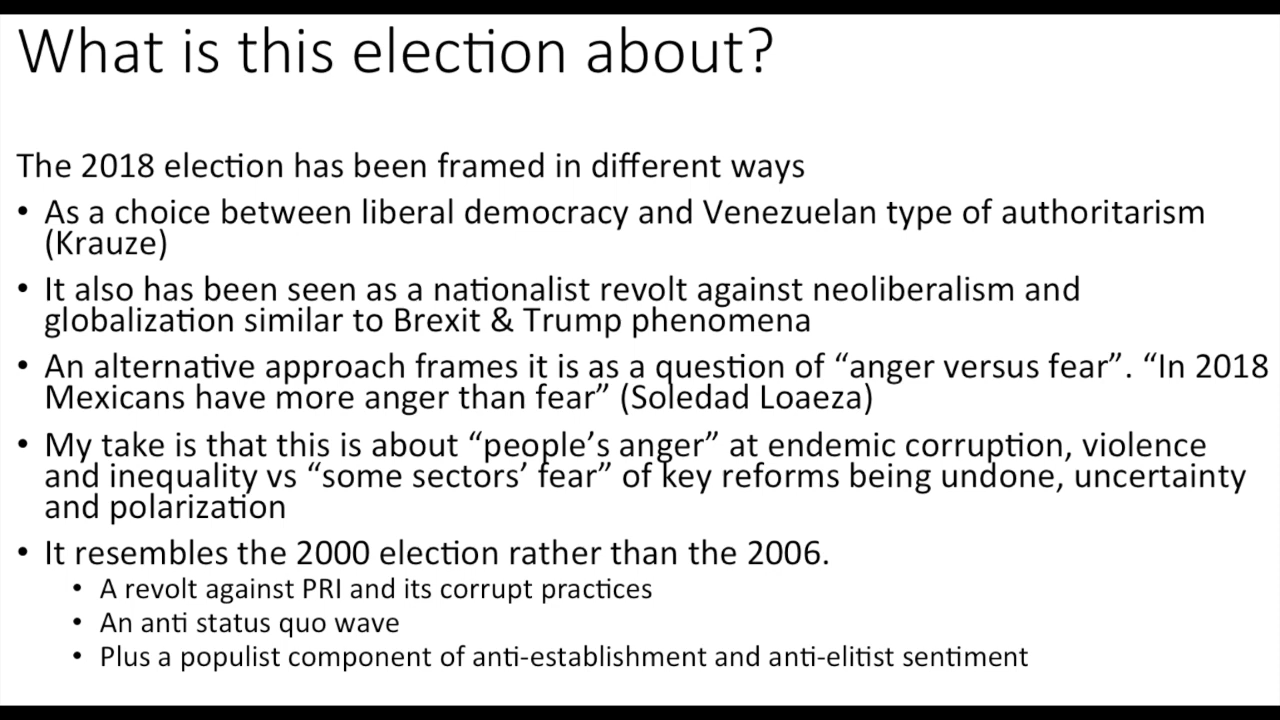 What is this election about?
The 2018 election has been framed in different ways
• As a choice between liberal democracy and Venezuelan type of authoritarism
(Krauze)
• It also has been seen as a nationalist revolt against neoliberalism and
globalization similar to Brexit & Trump phenomena
• An alternative approach frames it is as a question of “anger versus fear”. “In 2018
Mexicans have more anger than fear” (Soledad Loaeza)
• My take is that this is about “people’s anger” at endemic corruption, violence
and inequality vs “some sectors’ fear” of key reforms being undone, uncertainty
and polarization
• It resembles the 2000 election rather than the 2006.
• A revolt against PRI and its corrupt practices
• An anti status quo wave
• Plus a populist component of anti-establishment and anti-elitist sentiment